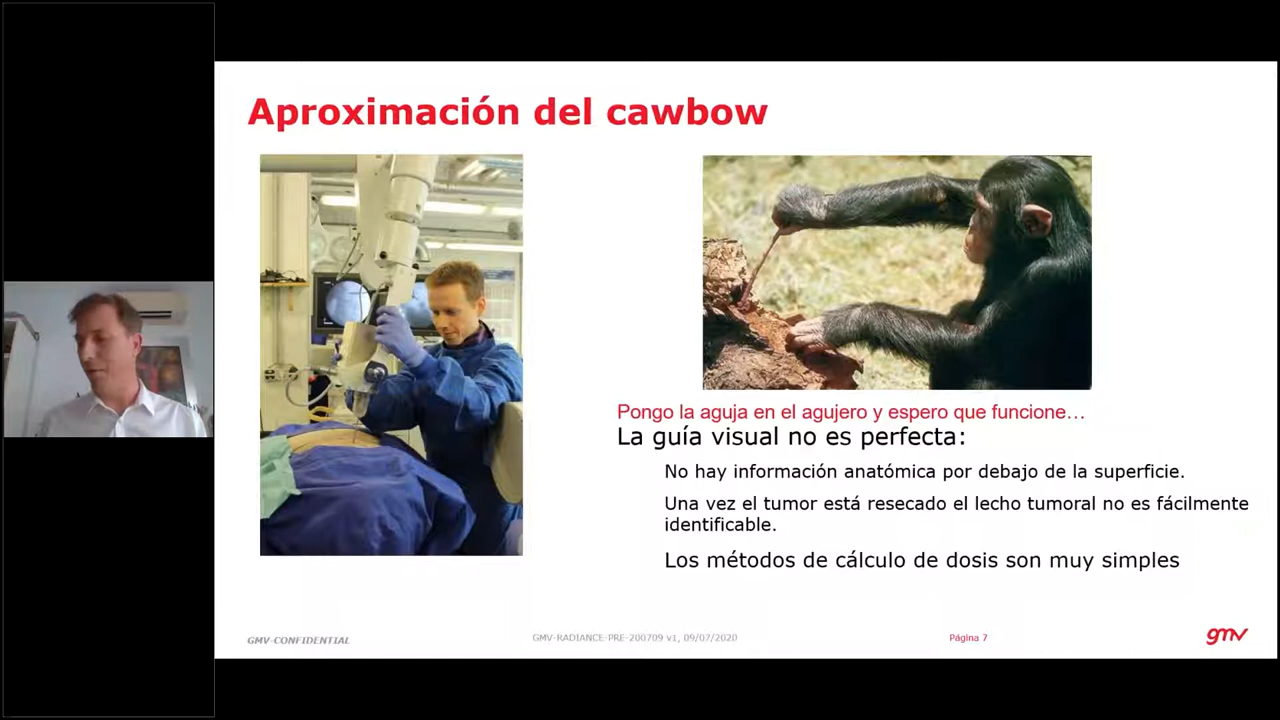 Aproximación del cawbow
Pongo la aguja en el agujero y espero que funcione…
La guía visual no es perfecta:
No hay información anatómica por debajo de la superficie.
Una vez el tumor está resecado el lecho tumoral no es fácilmente
identificable.
Los métodos de cálculo de dosis son muy simples
GMV-CONFIDENTIAL
GMV-RADIANCE-PRE-200709 v1, 09/07/2020
Página 7
gmv